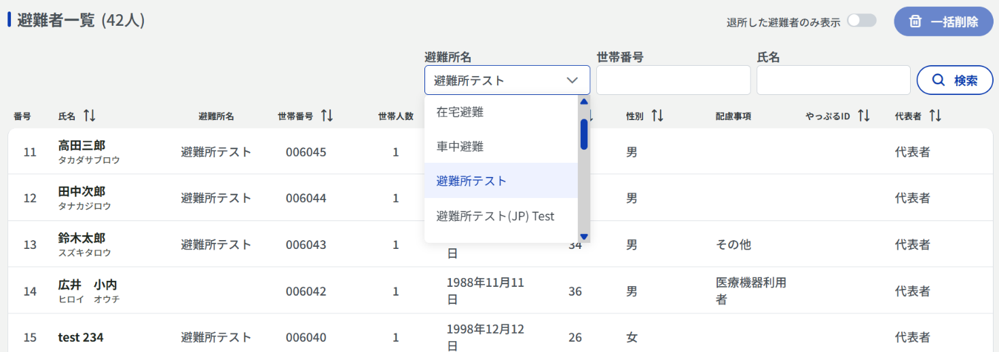 避難者一覧 (42人)
退所した避難者のみ表示
一括削除
避難所名
世帯番号
氏名
避難所テスト
検索
在宅避難
車中避難
避難所テスト
避難所テスト(JP) Test
番号 氏名 避難所名 世帯番号 世帯人数 性別 配慮事項 やっぷるID 代表者
11 高田三郎 避難所テスト 006045 1 男 代表者
タカダサブロウ
12 田中次郎 避難所テスト 006044 1 男 代表者
タナカジロウ
13 鈴木太郎 避難所テスト 006043 1 日 34 男 その他 代表者
スズキタロウ
14 広井　小内 006042 1 1988年11月11 36 男 医療機器利用 代表者
ヒロイ　オウチ 日 者
15 test 234 避難所テスト 006040 1 1998年12月12 26 女 代表者
日